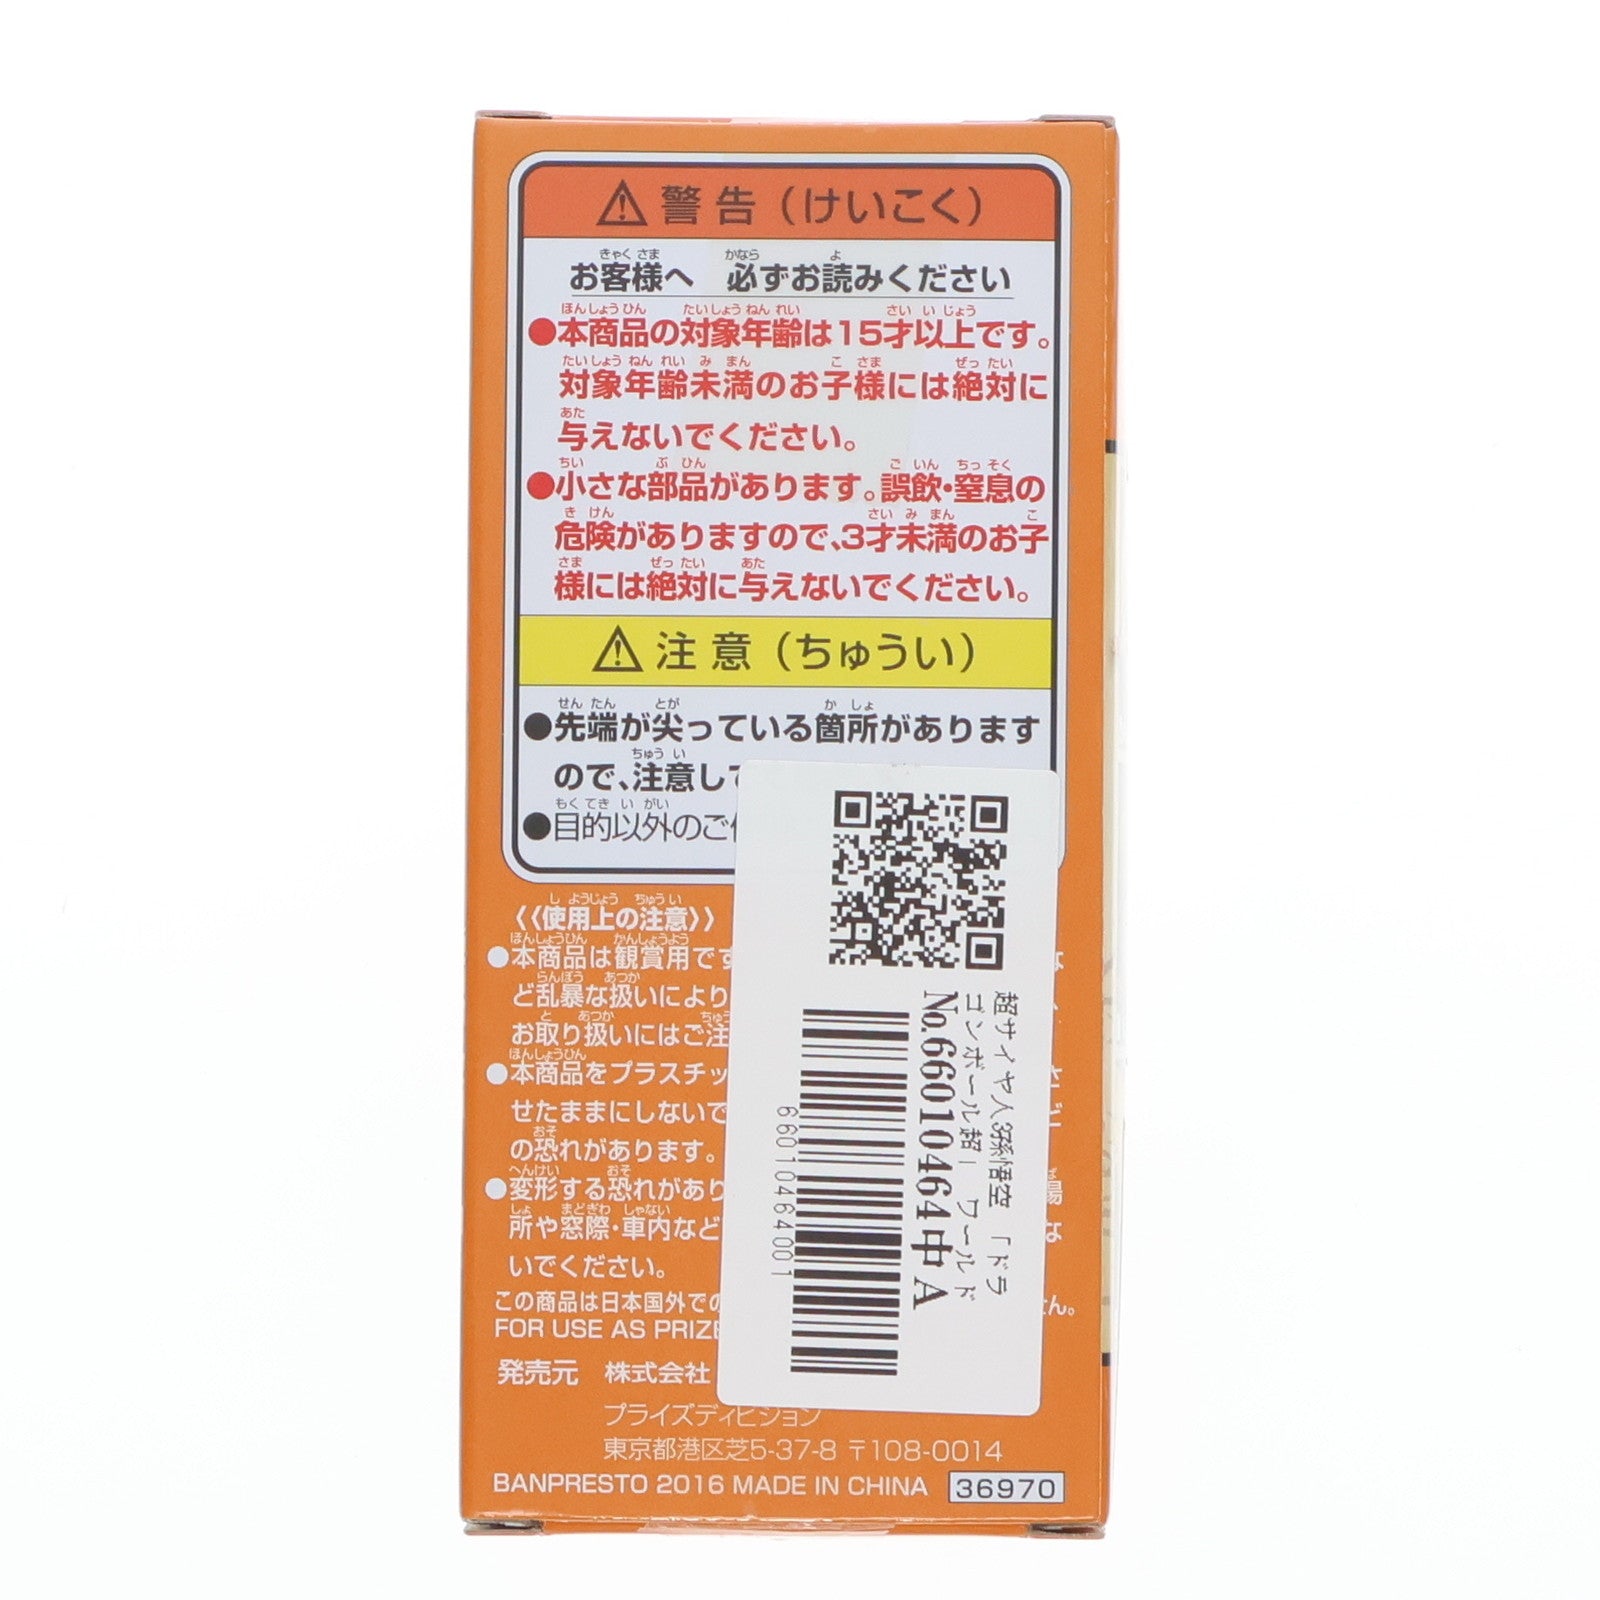 警告（けいこく）
お客様へ 必ずお読みください
●本商品の対象年齢は15才以上です。
対象年齢未満のお子様には絶対に
与えないでください。
●小さな部品があります。誤飲・窒息の
危険がありますので、3才未満のお子
様には絶対に与えないでください。
注意（ちゅうい）
●先端が尖っている箇所があります
ので、注意し
●目的以外のご
《使用上の注意》
●本商品は観賞用で
ど乱暴な扱いにより
お取り扱いにはご注
●本商品をプラスチッ
せたままにしないで
の恐れがあります。
●変形する恐れがあり
所や窓際・車内など
いでください。
この商品は日本国外での
ん。
FOR USE AS PRIZE
発売元 株式会社
プライズディビジョン
東京都港区芝5-37-8 〒108-0014
BANPRESTO 2016 MADE IN CHINA 36970
超サイヤ人3孫悟空 「ドラ
ゴンボール超」 ワールド
No.66010464中A
66010464001